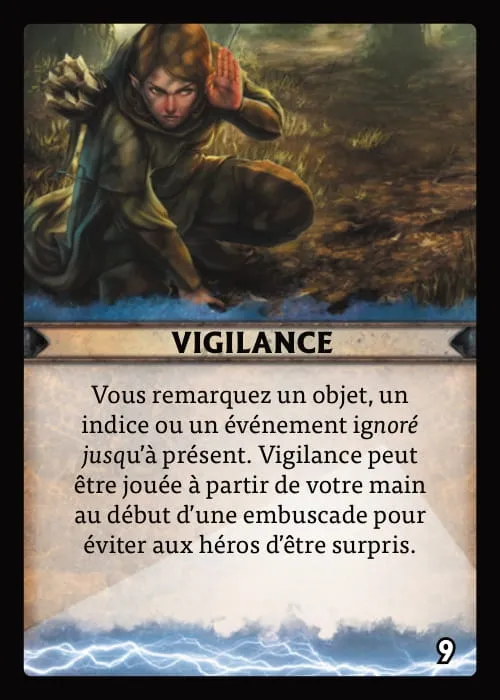 VIGILANCE
Vous remarquez un objet, un
indice ou un événement ignoré
jusqu'à présent. Vigilance peut
être jouée à partir de votre main
au début d'une embuscade pour
éviter aux héros d'être surpris.
9